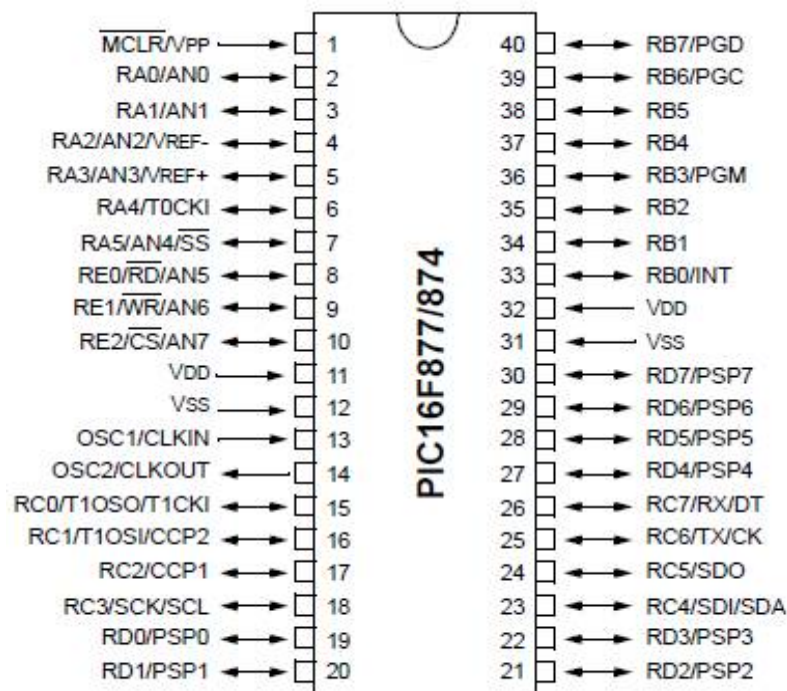 MCLR/VPP 1 40 RB7/PGD
RA0/AN0 2 39 RB6/PGC
RA1/AN1 3 38 RB5
RA2/AN2/VREF- 4 37 RB4
RA3/AN3/VREF+ 5 36 RB3/PGM
RA4/T0CKI 6 35 RB2
RA5/AN4/SS 7 34 RB1
RE0/RD/AN5 8 33 RB0/INT
RE1/WR/AN6 9 32 VDD
RE2/CS/AN7 10 31 VSS
VDD 11 30 RD7/PSP7
VSS 12 29 RD6/PSP6
OSC1/CLKIN 13 28 RD5/PSP5
OSC2/CLKOUT 14 27 RD4/PSP4
RC0/T1OSO/T1CKI 15 26 RC7/RX/DT
RC1/T1OSI/CCP2 16 25 RC6/TX/CK
RC2/CCP1 17 24 RC5/SDO
RC3/SCK/SCL 18 23 RC4/SDI/SDA
RD0/PSP0 19 22 RD3/PSP3
RD1/PSP1 20 21 RD2/PSP2
PIC16F877/874